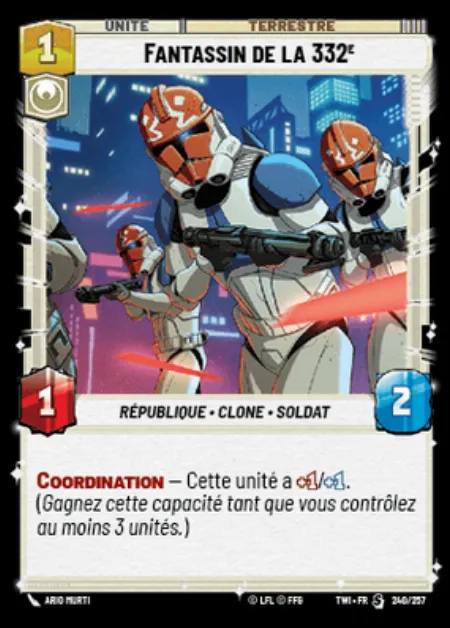 UNITÉ TERRESTRE
1 FANTASSIN DE LA 332E
1 RÉPUBLIQUE • CLONE • SOLDAT 2
COORDINATION – Cette unité a +1/+1.
(Gagnez cette capacité tant que vous contrôlez
au moins 3 unités.)
ARIO MURTI © LFL © FFG TWI • FR S 240/257